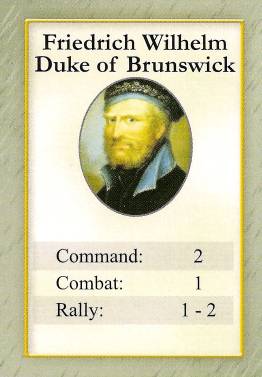 Friedrich Wilhelm
Duke of Brunswick
Command: 2
Combat: 1
Rally: 1 - 2